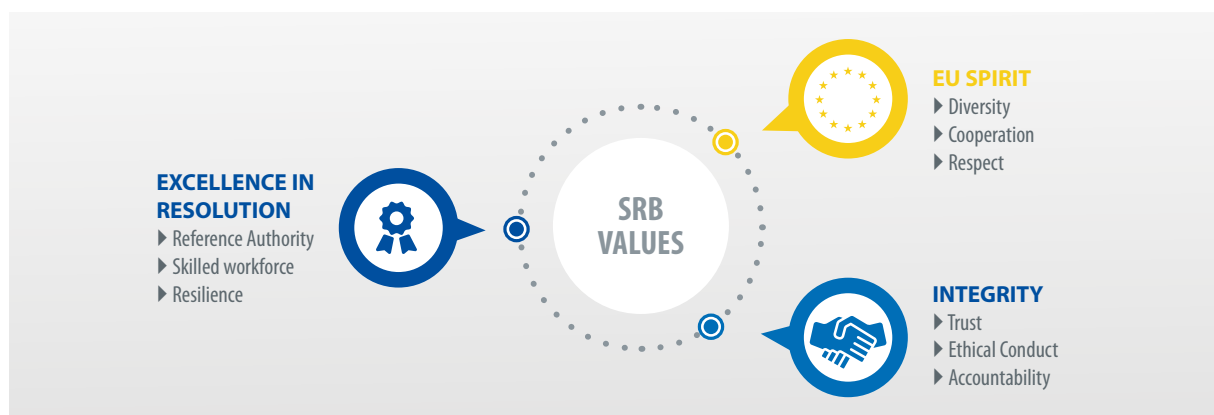 EXCELLENCE IN
RESOLUTION
Reference Authority
Skilled workforce
Resilience
SRB
VALUES
EU SPIRIT
Diversity
Cooperation
Respect
INTEGRITY
Trust
Ethical Conduct
Accountability